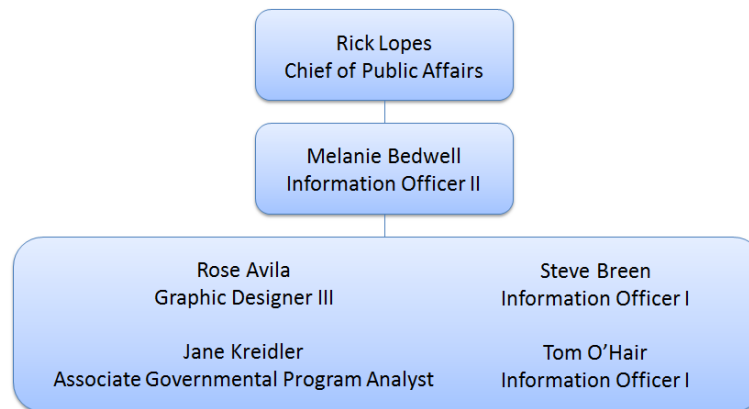 Rick Lopes
Chief of Public Affairs
Melanie Bedwell
Information Officer II
Rose Avila
Graphic Designer III
Steve Breen
Information Officer I
Jane Kreidler
Associate Governmental Program Analyst
Tom O’Hair
Information Officer I